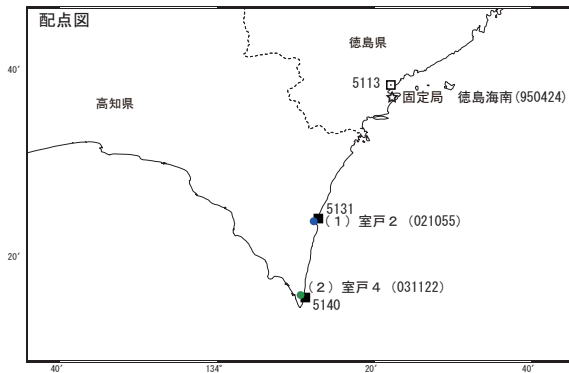 配点図
徳島県
40′
5113
固定局 徳島海南(950424)
高知県
5131
(1)室戸2(021055)
20′
(2)室戸4(031122)
5140
40′ 134° 20′ 40′